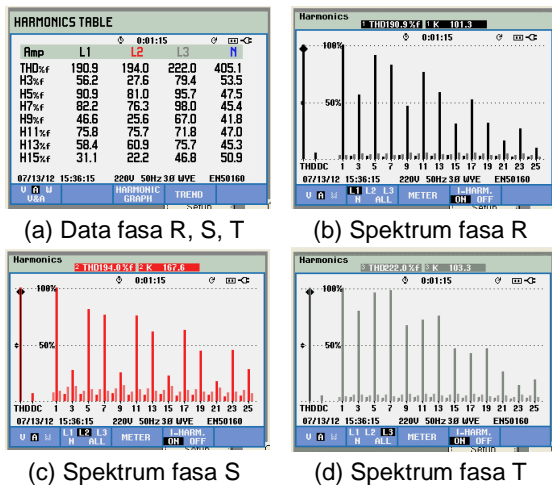 HARMONICS TABLE
0:01:15
Amp L1 L2 L3 N
THD%f 190.9 194.0 222.0 405.1
H3%f 56.2 27.6 79.4 53.5
H5%f 90.9 81.0 95.7 47.5
H7%f 82.2 76.3 98.0 45.4
H9%f 46.6 25.6 67.0 41.8
H11%f 75.8 75.7 71.8 47.0
H13%f 58.4 60.9 75.7 45.3
H15%f 31.1 22.2 46.8 50.9
07/13/12 15:36:15 220V 50Hz 3Ø WYE EN50160
V A W
V&A
HARMONIC
GRAPH
TREND
(a) Data fasa R, S, T
Harmonics
1 THD190.9%f 1 K 101.3
0:01:15
100%
50%
THDDC 1 3 5 7 9 11 13 15 17 19 21 23 25
07/13/12 15:36:15 220V 50Hz 3Ø WYE EN50160
V A W
L1 L2 L3
N ALL
METER
I-HARM.
ON OFF
(b) Spektrum fasa R
Harmonics
2 THD194.0%f 2 K 167.6
0:01:15
100%
50%
THDDC 1 3 5 7 9 11 13 15 17 19 21 23 25
07/13/12 15:36:15 220V 50Hz 3Ø WYE EN50160
V A W
L1 L2 L3
N ALL
METER
I-HARM.
ON OFF
(c) Spektrum fasa S
Harmonics
3 THD222.0%f 3 K 103.3
0:01:15
100%
50%
THDDC 1 3 5 7 9 11 13 15 17 19 21 23 25
07/13/12 15:36:15 220V 50Hz 3Ø WYE EN50160
V A W
L1 L2 L3
N ALL
METER
I-HARM.
ON OFF
(d) Spektrum fasa T